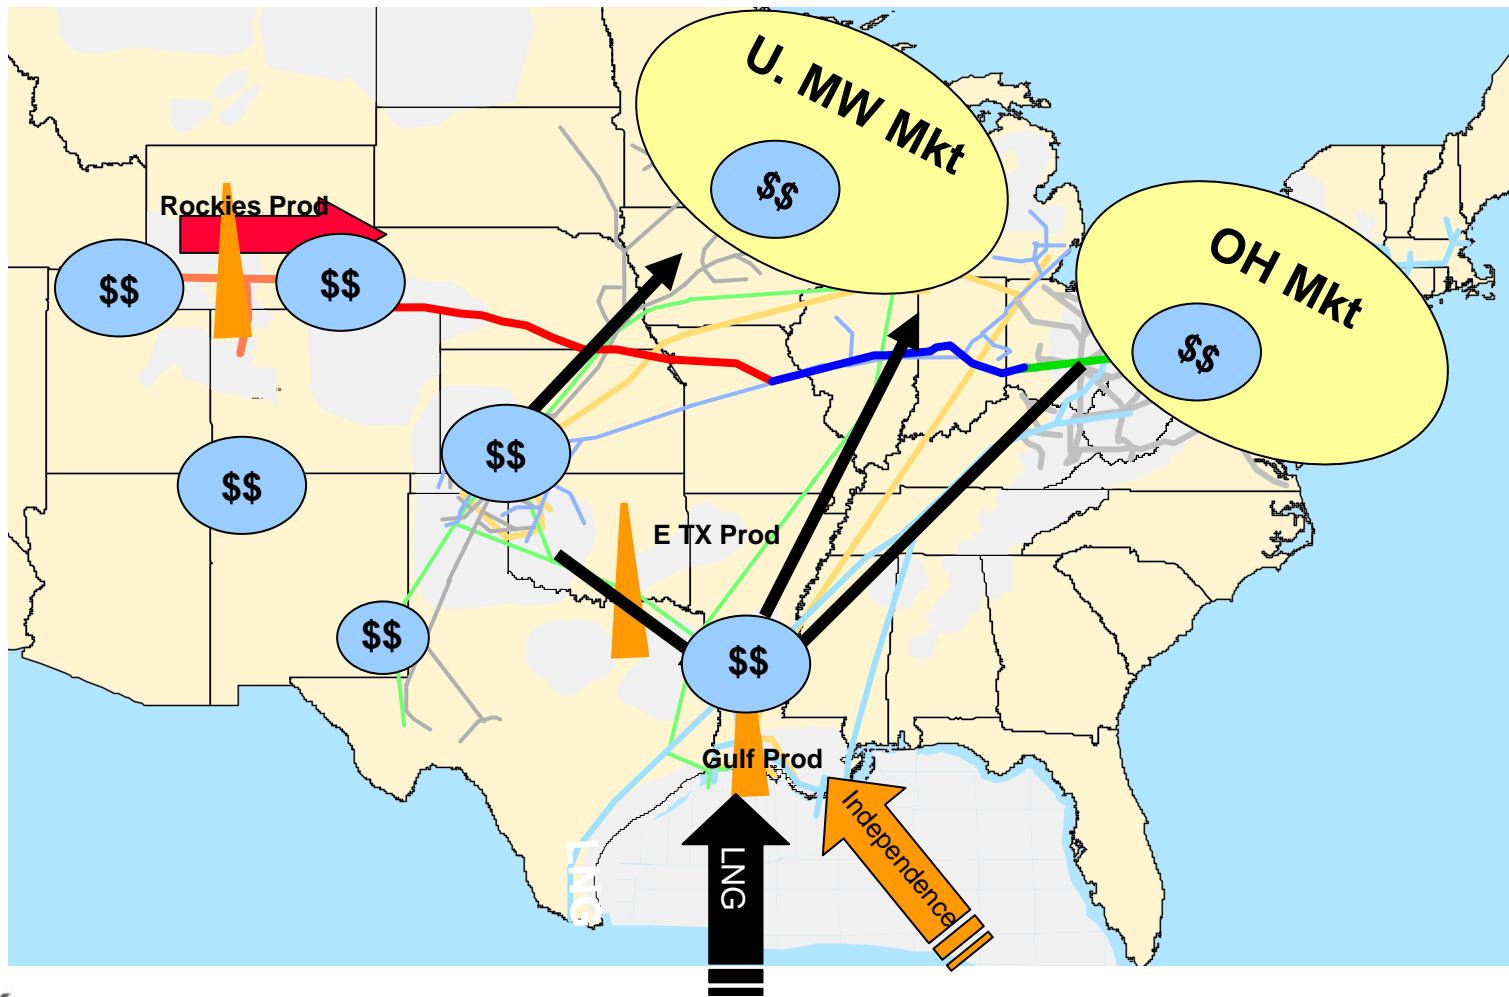 U. MW Mkt
$$
Rockies Prod
OH Mkt
$$
$$
$$
$$
$$
E TX Prod
$$
$$
Gulf Prod
Independence
LNG
LNG